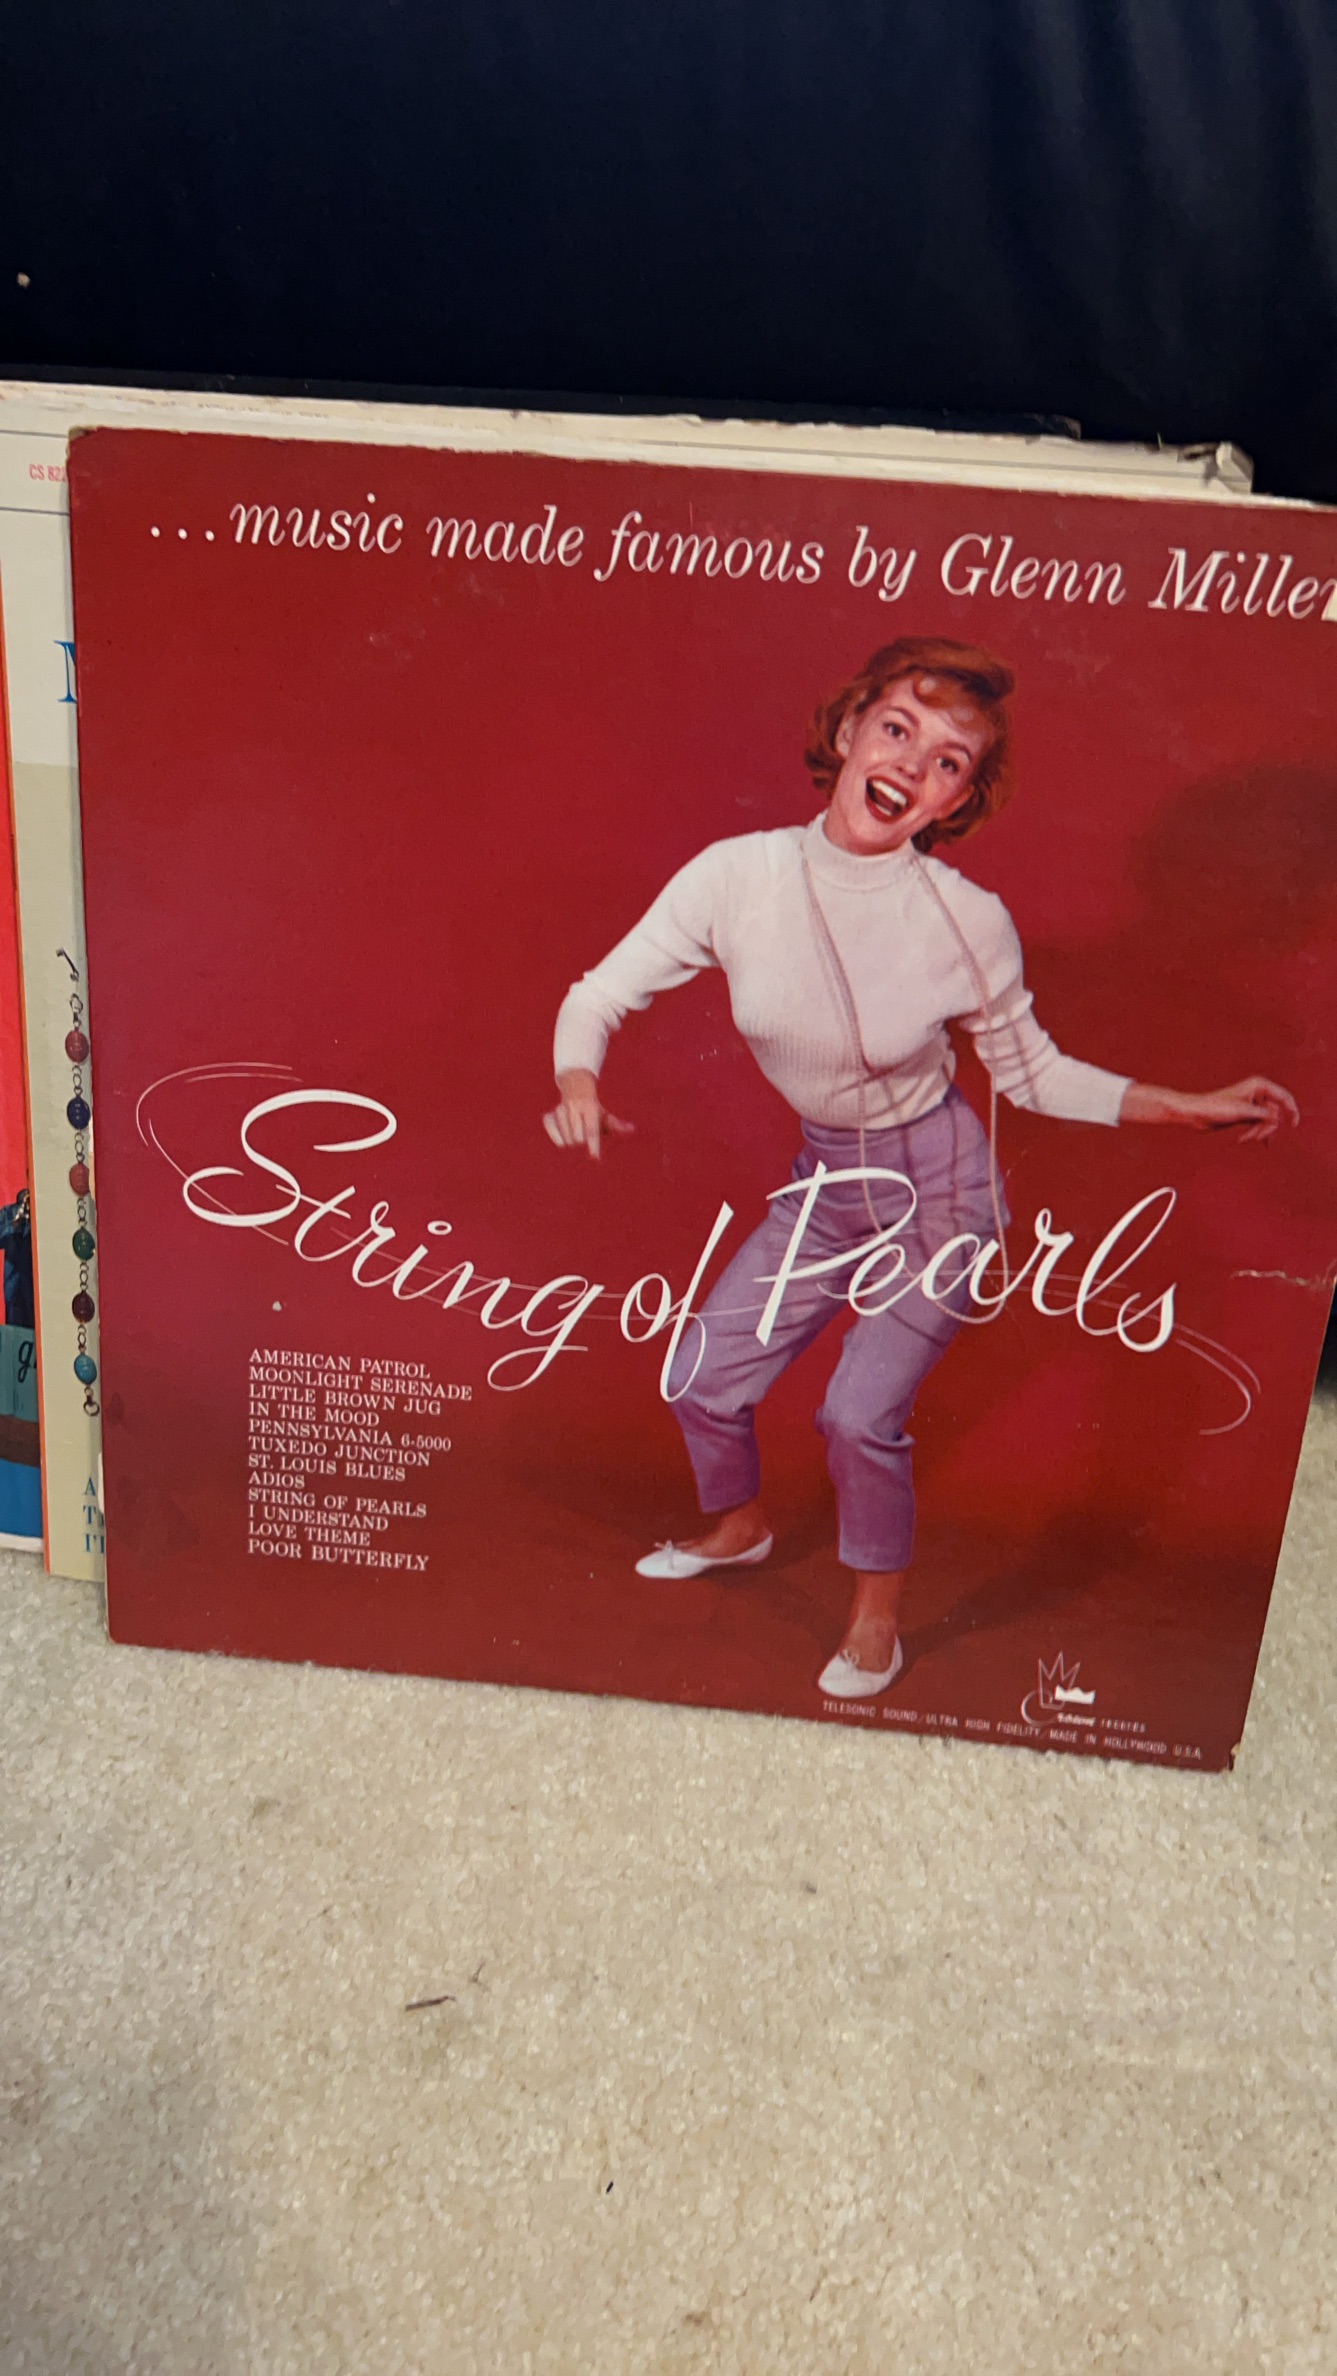 CS 822
...music made famous by Glenn Miller
String of Pearls
AMERICAN PATROL
MOONLIGHT SERENADE
LITTLE BROWN JUG
IN THE MOOD
PENNSYLVANIA 6-5000
TUXEDO JUNCTION
ST. LOUIS BLUES
ADIOS
STRING OF PEARLS
I UNDERSTAND
LOVE THEME
POOR BUTTERFLY
TELESONIC SOUND/ULTRA HIGH FIDELITY/MADE IN HOLLYWOOD U.S.A.